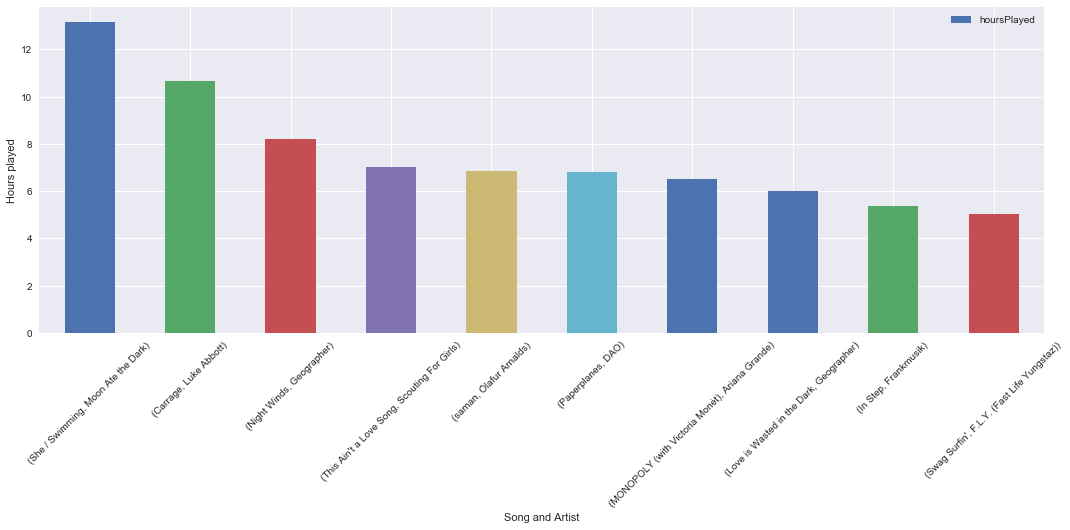 hoursPlayed
Hours played
12
10
8
6
4
2
0
(She / Swimming, Moon Ate the Dark)
(Carrage, Luke Abbott)
(Night Winds, Geographer)
(This Ain't a Love Song, Scouting For Girls)
(saman, Olafur Arnalds)
(Paperplanes, DAO)
(MONOPOLY (with Victoria Monét), Ariana Grande)
(Love is Wasted in the Dark, Geographer)
(In Step, Frankmusik)
(Swag Surfin', F.L.Y. (Fast Life Yungstaz))
Song and Artist